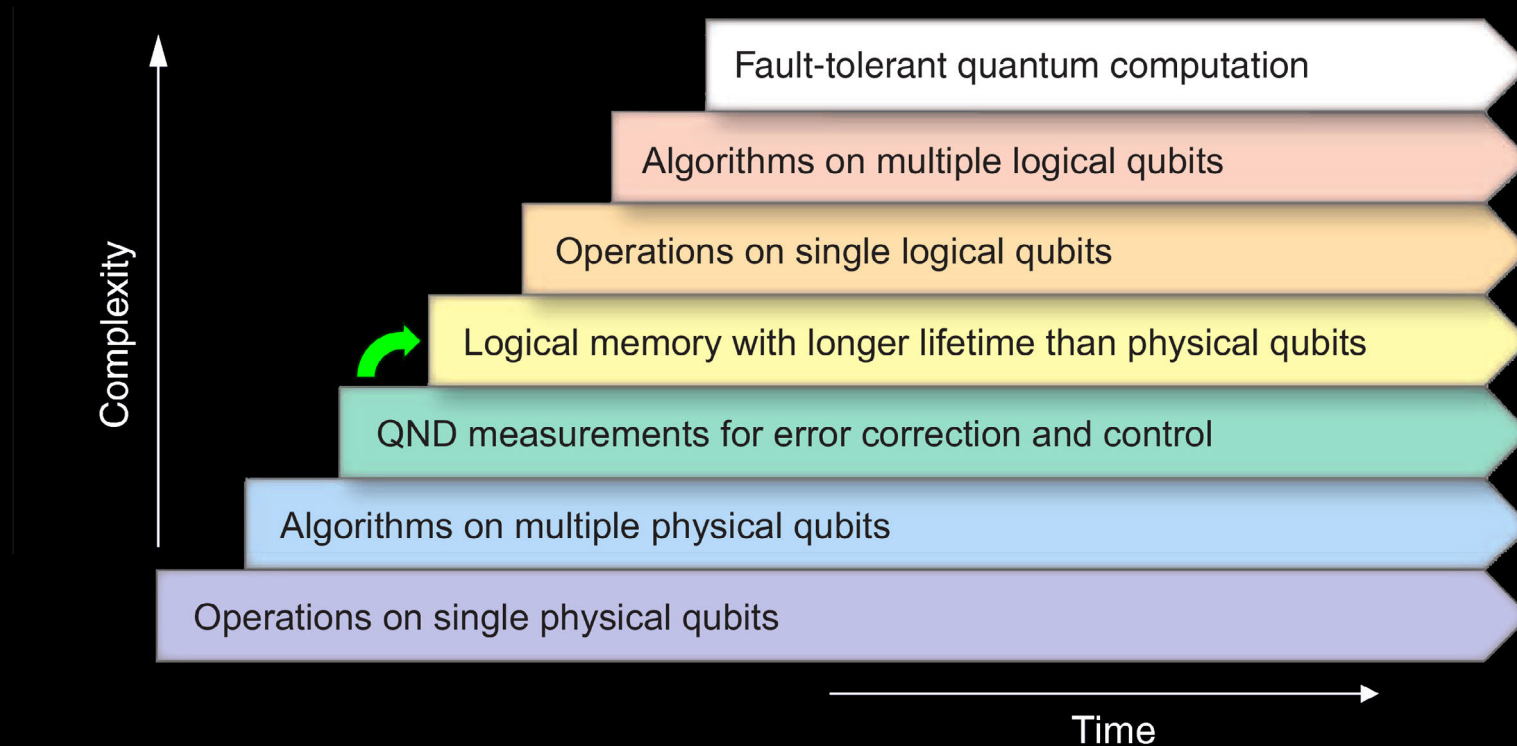 Fault-tolerant quantum computation
Algorithms on multiple logical qubits
Operations on single logical qubits
Logical memory with longer lifetime than physical qubits
QND measurements for error correction and control
Algorithms on multiple physical qubits
Operations on single physical qubits
Complexity
Time